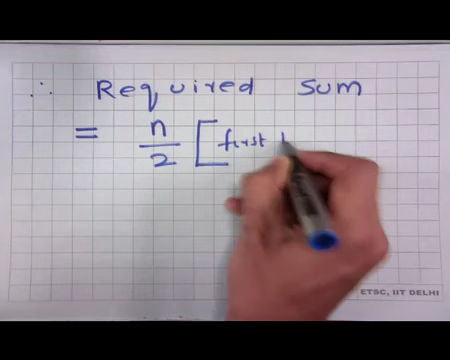 ∴ Required Sum
= n/2 [first
ETSC, IIT DELHI